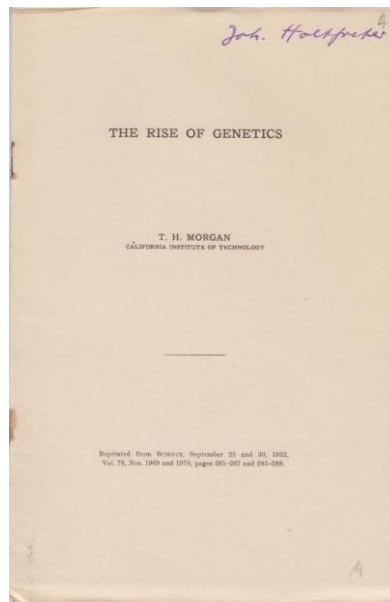 4
Joh. Holtfreter
THE RISE OF GENETICS
T. H. MORGAN
CALIFORNIA INSTITUTE OF TECHNOLOGY
Reprinted from SCIENCE, September 23 and 30, 1932,
Vol. 76, Nos. 1969 and 1970, pages 261-267 and 285-288.